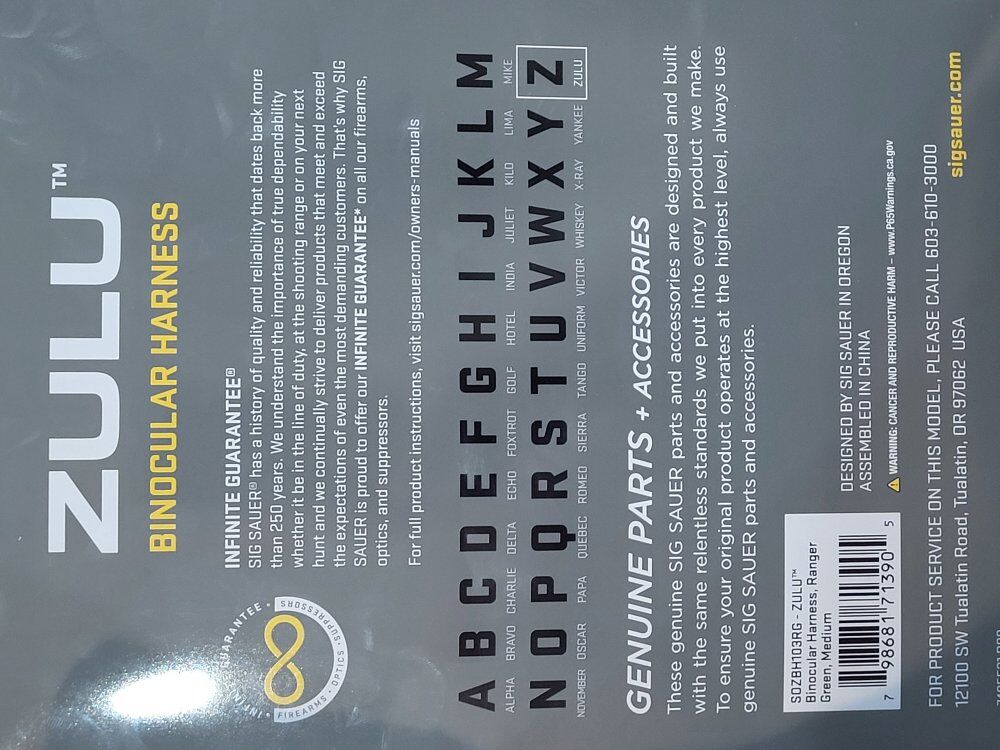 ZULU™
BINOCULAR HARNESS
INFINITE GUARANTEE®
SIG SAUER® has a history of quality and reliability that dates back more
than 250 years. We understand the importance of true dependability
whether it be in the line of duty, at the shooting range or on your next
hunt and we continually strive to deliver products that meet and exceed
the expectations of even the most demanding customers. That's why SIG
SAUER is proud to offer our INFINITE GUARANTEE* on all our firearms,
optics, and suppressors.
For full product instructions, visit sigsauer.com/owners-manuals
GUARANTEE •
FIREARMS • OPTICS • SUPPRESSORS
A B C D E F G H I J K L M
ALPHA BRAVO CHARLIE DELTA ECHO FOXTROT GOLF HOTEL INDIA JULIET KILO LIMA MIKE
N O P Q R S T U V W X Y Z
NOVEMBER OSCAR PAPA QUEBEC ROMEO SIERRA TANGO UNIFORM VICTOR WHISKEY X-RAY YANKEE ZULU
GENUINE PARTS + ACCESSORIES
These genuine SIG SAUER parts and accessories are designed and built
with the same relentless standards we put into every product we make.
To ensure your original product operates at the highest level, always use
genuine SIG SAUER parts and accessories.
SOZBH103RG - ZULU™
Binocular Harness, Ranger
Green, Medium
7 98681 71390 5
DESIGNED BY SIG SAUER IN OREGON
ASSEMBLED IN CHINA
WARNING: CANCER AND REPRODUCTIVE HARM – www.P65Warnings.ca.gov
FOR PRODUCT SERVICE ON THIS MODEL, PLEASE CALL 603-610-3000
12100 SW Tualatin Road, Tualatin, OR 97062 USA
sigsauer.com